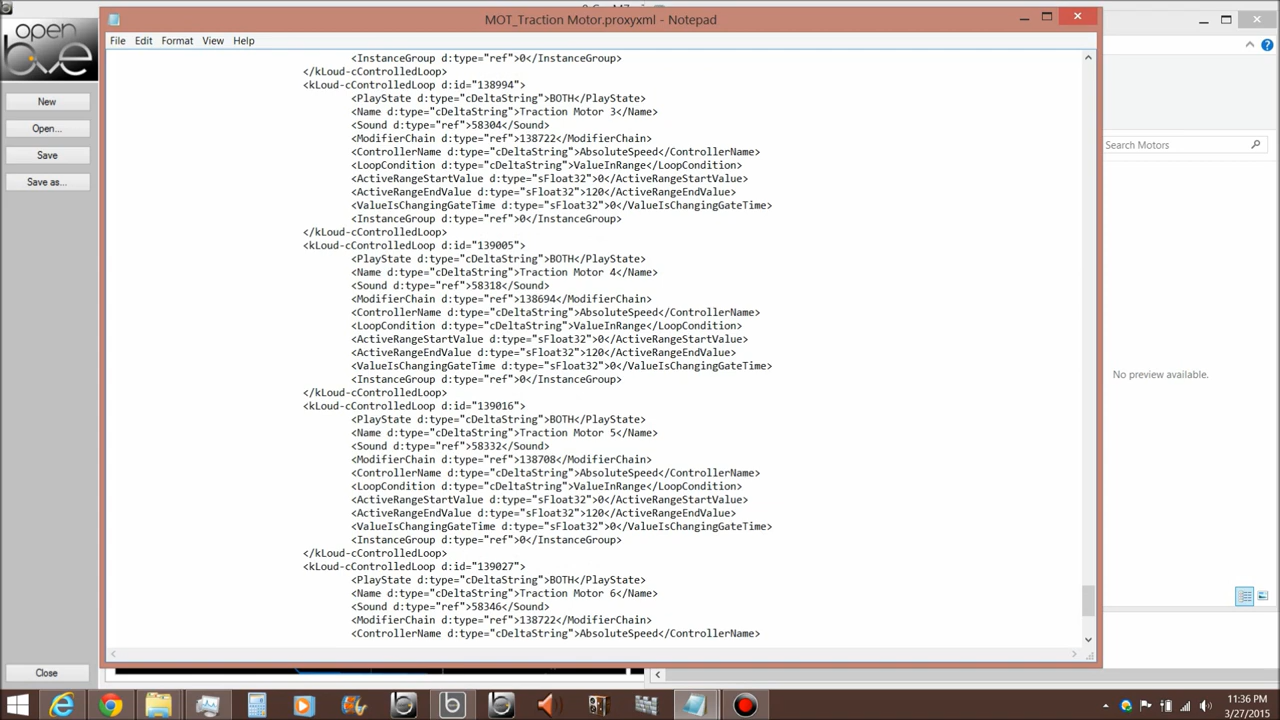 MOT_Traction Motor.proxyxml - Notepad
open
bve
File Edit Format View Help
New
Open...
Save
Save as...
Close
<InstanceGroup d:type="ref">0</InstanceGroup>
</kLoud-cControlledLoop>
<kLoud-cControlledLoop d:id="138994">
<PlayState d:type="cDeltaString">BOTH</PlayState>
<Name d:type="cDeltaString">Traction Motor 3</Name>
<Sound d:type="ref">58304</Sound>
<ModifierChain d:type="ref">138722</ModifierChain>
<ControllerName d:type="cDeltaString">AbsoluteSpeed</ControllerName>
<LoopCondition d:type="cDeltaString">ValueInRange</LoopCondition>
<ActiveRangeStartValue d:type="sFloat32">0</ActiveRangeStartValue>
<ActiveRangeEndValue d:type="sFloat32">120</ActiveRangeEndValue>
<ValueIsChangingGateTime d:type="sFloat32">0</ValueIsChangingGateTime>
<InstanceGroup d:type="ref">0</InstanceGroup>
</kLoud-cControlledLoop>
<kLoud-cControlledLoop d:id="139005">
<PlayState d:type="cDeltaString">BOTH</PlayState>
<Name d:type="cDeltaString">Traction Motor 4</Name>
<Sound d:type="ref">58318</Sound>
<ModifierChain d:type="ref">138694</ModifierChain>
<ControllerName d:type="cDeltaString">AbsoluteSpeed</ControllerName>
<LoopCondition d:type="cDeltaString">ValueInRange</LoopCondition>
<ActiveRangeStartValue d:type="sFloat32">0</ActiveRangeStartValue>
<ActiveRangeEndValue d:type="sFloat32">120</ActiveRangeEndValue>
<ValueIsChangingGateTime d:type="sFloat32">0</ValueIsChangingGateTime>
<InstanceGroup d:type="ref">0</InstanceGroup>
</kLoud-cControlledLoop>
<kLoud-cControlledLoop d:id="139016">
<PlayState d:type="cDeltaString">BOTH</PlayState>
<Name d:type="cDeltaString">Traction Motor 5</Name>
<Sound d:type="ref">58332</Sound>
<ModifierChain d:type="ref">138708</ModifierChain>
<ControllerName d:type="cDeltaString">AbsoluteSpeed</ControllerName>
<LoopCondition d:type="cDeltaString">ValueInRange</LoopCondition>
<ActiveRangeStartValue d:type="sFloat32">0</ActiveRangeStartValue>
<ActiveRangeEndValue d:type="sFloat32">120</ActiveRangeEndValue>
<ValueIsChangingGateTime d:type="sFloat32">0</ValueIsChangingGateTime>
<InstanceGroup d:type="ref">0</InstanceGroup>
</kLoud-cControlledLoop>
<kLoud-cControlledLoop d:id="139027">
<PlayState d:type="cDeltaString">BOTH</PlayState>
<Name d:type="cDeltaString">Traction Motor 6</Name>
<Sound d:type="ref">58346</Sound>
<ModifierChain d:type="ref">138722</ModifierChain>
<ControllerName d:type="cDeltaString">AbsoluteSpeed</ControllerName>
Search Motors
No preview available.
11:36 PM
3/27/2015